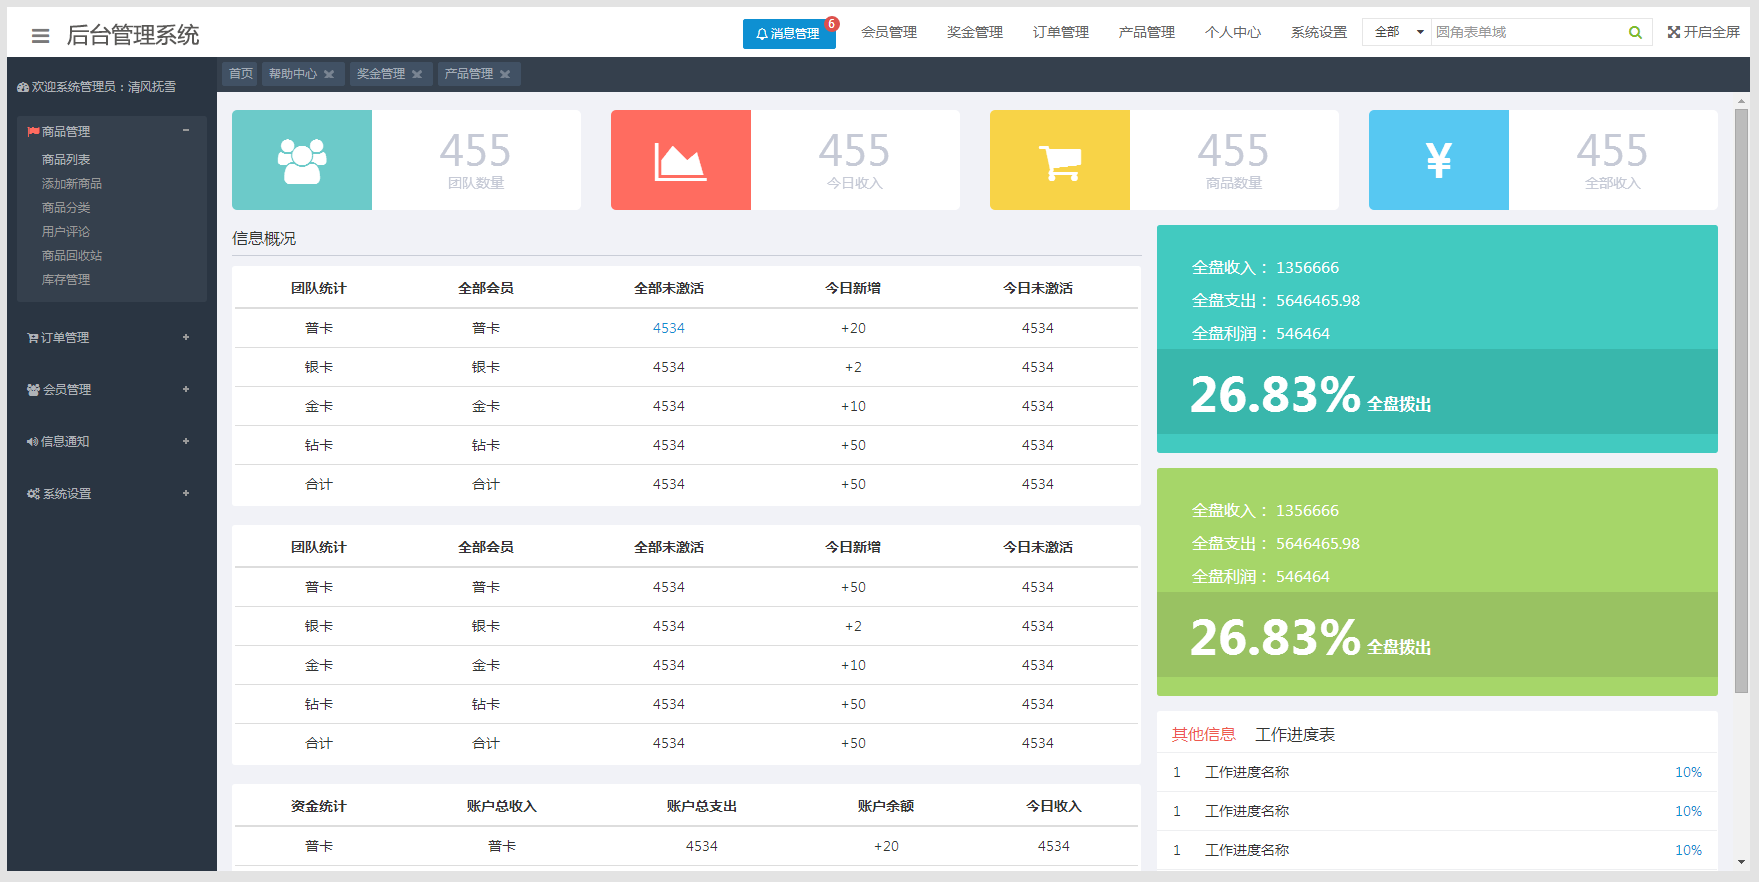 后台管理系统
消息管理 6 会员管理 奖金管理 订单管理 产品管理 个人中心 系统设置 全部 圆角表单域 开启全屏
欢迎系统管理员：清风抚雪
首页 帮助中心 奖金管理 产品管理
商品管理
商品列表
添加新商品
商品分类
用户评论
商品回收站
库存管理
订单管理
会员管理
信息通知
系统设置
455
团队数量
455
今日收入
455
商品数量
455
全部收入
信息概况
团队统计 全部会员 全部未激活 今日新增 今日未激活
普卡 普卡 4534 +20 4534
银卡 银卡 4534 +2 4534
金卡 金卡 4534 +10 4534
钻卡 钻卡 4534 +50 4534
合计 合计 4534 +50 4534
团队统计 全部会员 全部未激活 今日新增 今日未激活
普卡 普卡 4534 +50 4534
银卡 银卡 4534 +2 4534
金卡 金卡 4534 +10 4534
钻卡 钻卡 4534 +50 4534
合计 合计 4534 +50 4534
资金统计 账户总收入 账户总支出 账户余额 今日收入
普卡 普卡 4534 +20 4534
全盘收入： 1356666
全盘支出： 5646465.98
全盘利润： 546464
26.83% 全盘拨出
全盘收入： 1356666
全盘支出： 5646465.98
全盘利润： 546464
26.83% 全盘拨出
其他信息 工作进度表
1 工作进度名称 10%
1 工作进度名称 10%
1 工作进度名称 10%